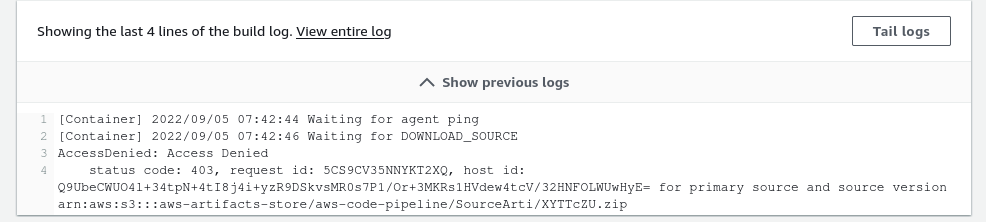 Showing the last 4 lines of the build log. View entire log
Tail logs
Show previous logs
1 [Container] 2022/09/05 07:42:44 Waiting for agent ping
2 [Container] 2022/09/05 07:42:46 Waiting for DOWNLOAD_SOURCE
3 AccessDenied: Access Denied
4 status code: 403, request id: 5CS9CV35NNYKT2XQ, host id:
Q9UbeCWUO4l+34tpN+4tI8j4i+yzR9DSkvsMR0s7P1/Or+3MKRs1HVdew4tcV/32HNFOLWUwHyE= for primary source and source version
arn:aws:s3:::aws-artifacts-store/aws-code-pipeline/SourceArti/XYTTcZU.zip